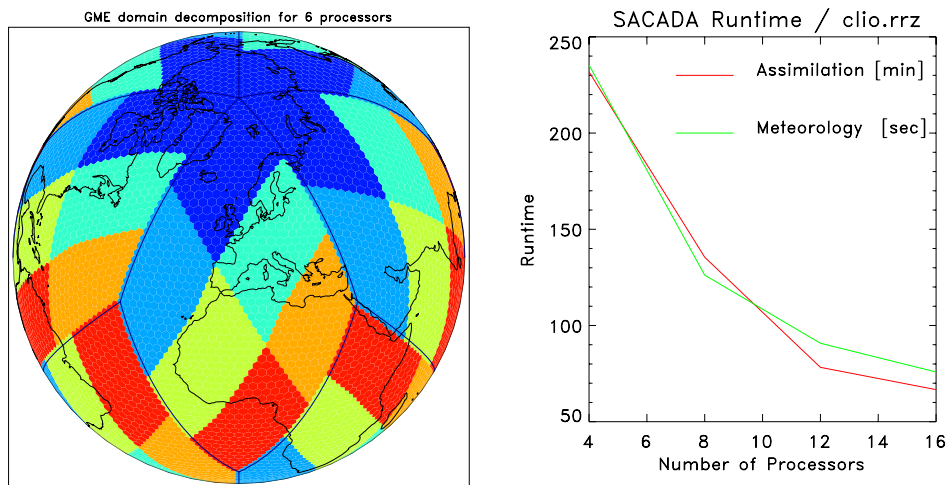 GME domain decomposition for 6 processors
SACADA Runtime / clio.rrz
250
200
150
100
50
Runtime
Assimilation [min]
Meteorology [sec]
4 6 8 10 12 14 16
Number of Processors